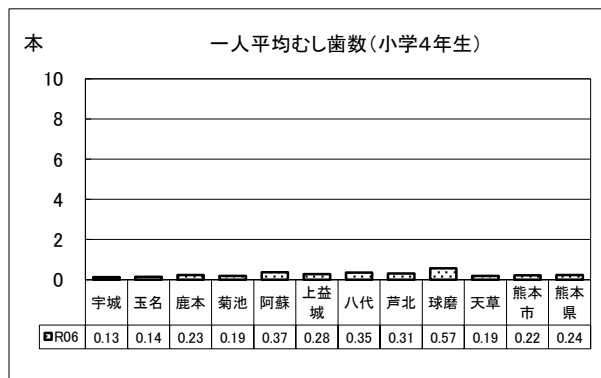 本
一人平均むし歯数(小学4年生)
10
8
6
4
2
0
宇城 玉名 鹿本 菊池 阿蘇 上益城 八代 芦北 球磨 天草 熊本市 熊本県
R06 0.13 0.14 0.23 0.19 0.37 0.28 0.35 0.31 0.57 0.19 0.22 0.24